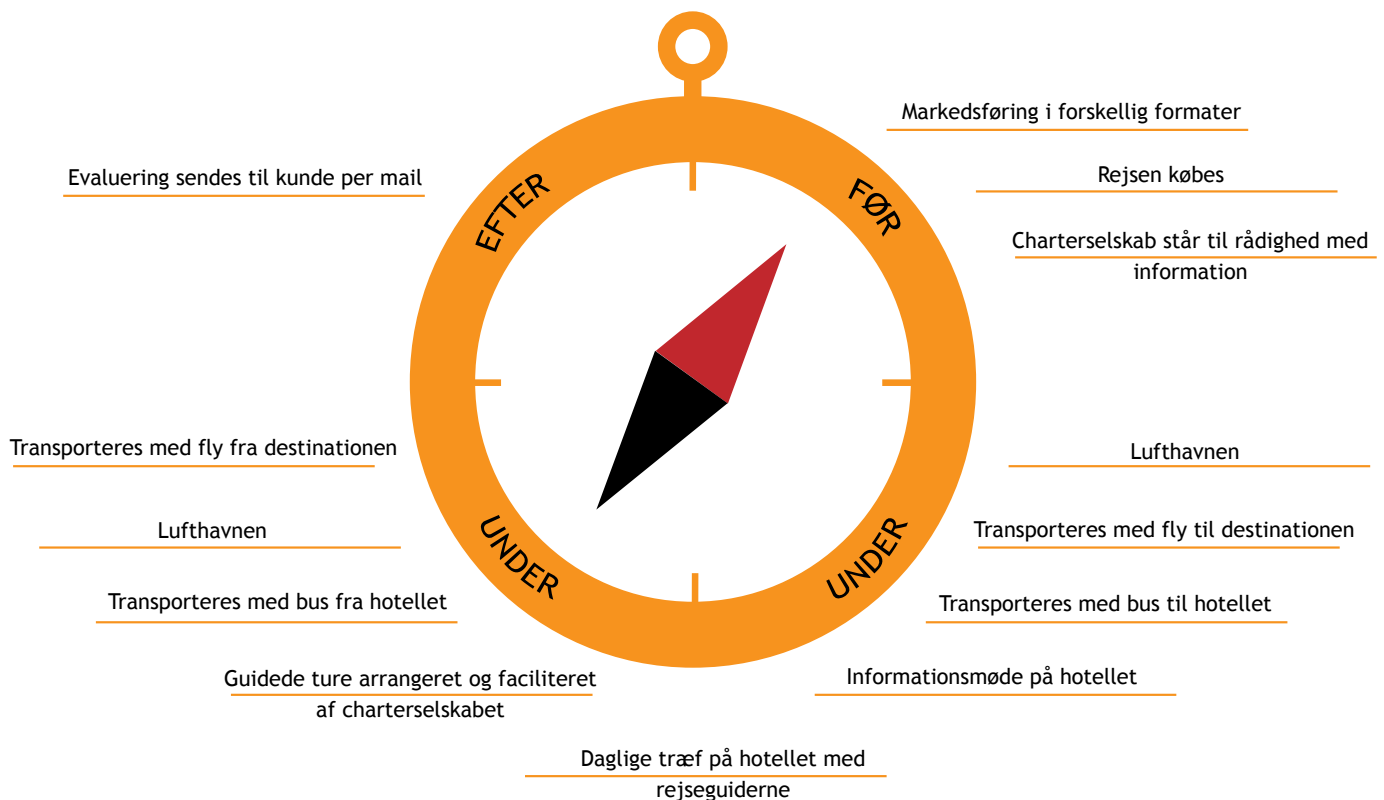 Markedsføring i forskellig formater
Rejsen købes
Charterselskab står til rådighed med
information
FØR
Lufthavnen
Transporteres med fly til destinationen
Transporteres med bus til hotellet
Informationsmøde på hotellet
UNDER
Daglige træf på hotellet med
rejseguiderne
Guidede ture arrangeret og faciliteret
af charterselskabet
Transporteres med bus fra hotellet
Lufthavnen
Transporteres med fly fra destinationen
UNDER
Evaluering sendes til kunde per mail
EFTER